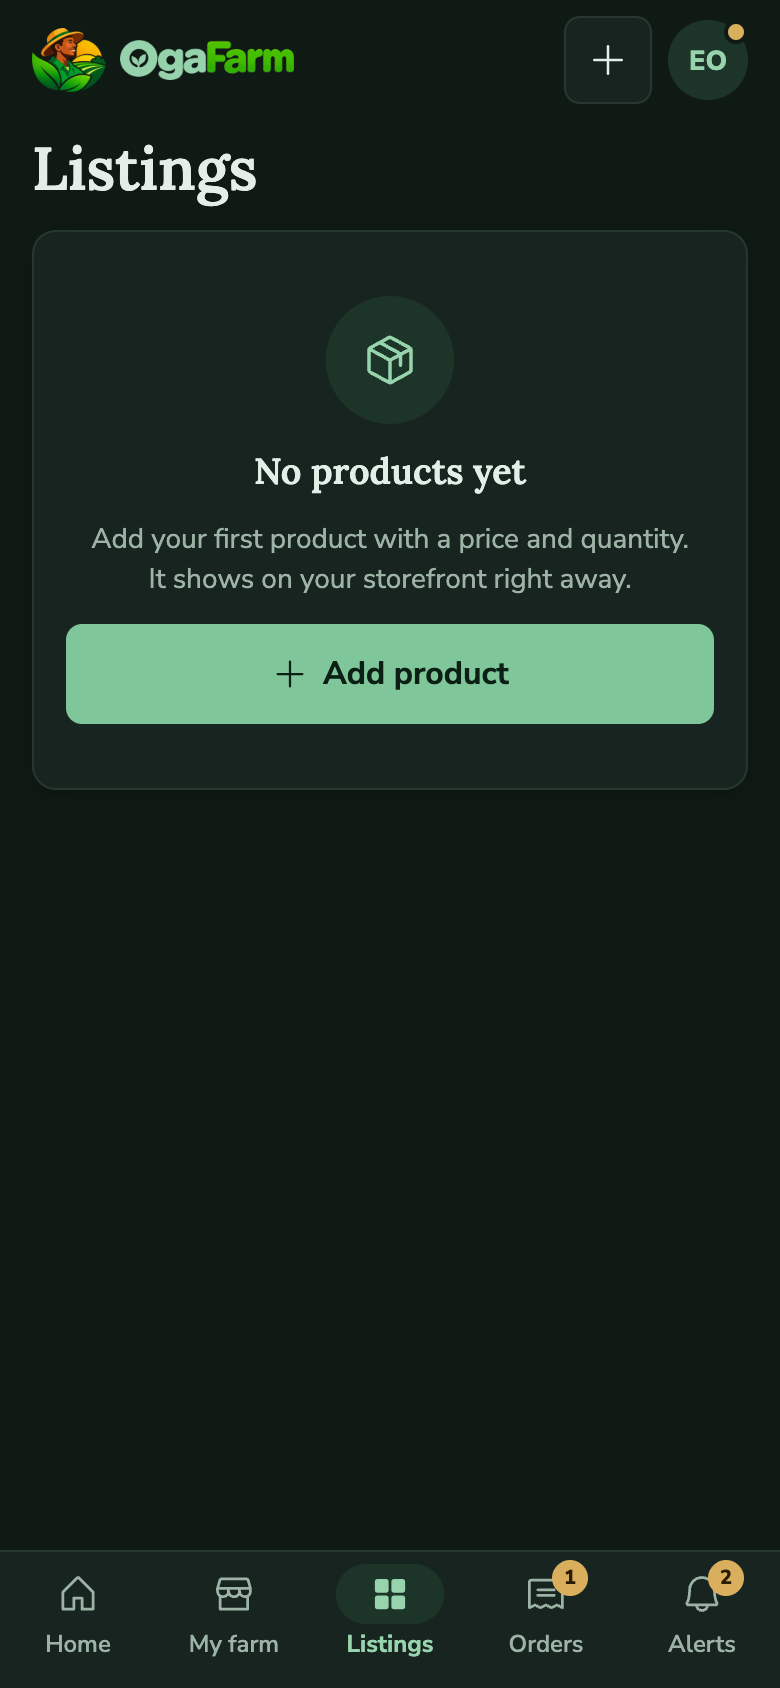 OgaFarm
EO
Listings
No products yet
Add your first product with a price and quantity.
It shows on your storefront right away.
Add product
1
2
Home
My farm
Listings
Orders
Alerts